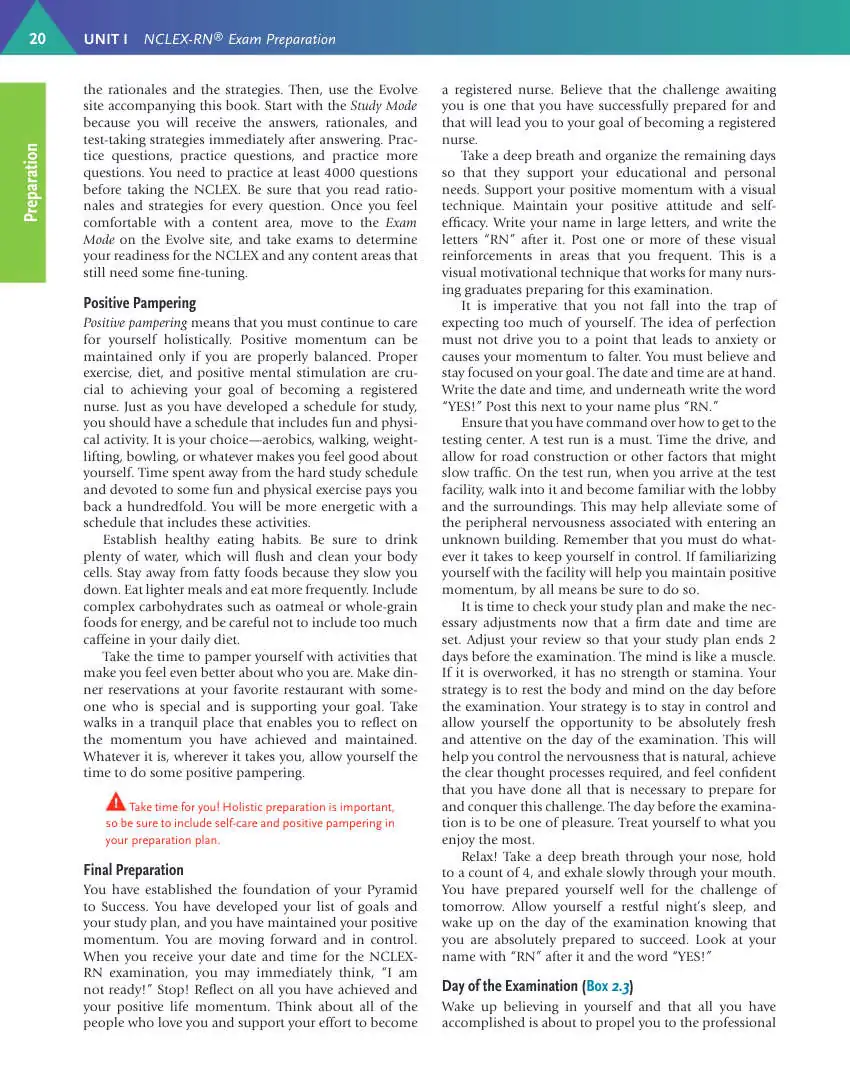 20 UNIT I NCLEX-RN® Exam Preparation
Preparation
the rationales and the strategies. Then, use the Evolve
site accompanying this book. Start with the Study Mode
because you will receive the answers, rationales, and
test-taking strategies immediately after answering. Prac-
tice questions, practice questions, and practice more
questions. You need to practice at least 4000 questions
before taking the NCLEX. Be sure that you read ratio-
nales and strategies for every question. Once you feel
comfortable with a content area, move to the Exam
Mode on the Evolve site, and take exams to determine
your readiness for the NCLEX and any content areas that
still need some fine-tuning.
Positive Pampering
Positive pampering means that you must continue to care
for yourself holistically. Positive momentum can be
maintained only if you are properly balanced. Proper
exercise, diet, and positive mental stimulation are cru-
cial to achieving your goal of becoming a registered
nurse. Just as you have developed a schedule for study,
you should have a schedule that includes fun and physi-
cal activity. It is your choice—aerobics, walking, weight-
lifting, bowling, or whatever makes you feel good about
yourself. Time spent away from the hard study schedule
and devoted to some fun and physical exercise pays you
back a hundredfold. You will be more energetic with a
schedule that includes these activities.
Establish healthy eating habits. Be sure to drink
plenty of water, which will flush and clean your body
cells. Stay away from fatty foods because they slow you
down. Eat lighter meals and eat more frequently. Include
complex carbohydrates such as oatmeal or whole-grain
foods for energy, and be careful not to include too much
caffeine in your daily diet.
Take the time to pamper yourself with activities that
make you feel even better about who you are. Make din-
ner reservations at your favorite restaurant with some-
one who is special and is supporting your goal. Take
walks in a tranquil place that enables you to reflect on
the momentum you have achieved and maintained.
Whatever it is, wherever it takes you, allow yourself the
time to do some positive pampering.
! Take time for you! Holistic preparation is important,
so be sure to include self-care and positive pampering in
your preparation plan.
Final Preparation
You have established the foundation of your Pyramid
to Success. You have developed your list of goals and
your study plan, and you have maintained your positive
momentum. You are moving forward and in control.
When you receive your date and time for the NCLEX-
RN examination, you may immediately think, “I am
not ready!” Stop! Reflect on all you have achieved and
your positive life momentum. Think about all of the
people who love you and support your effort to become
a registered nurse. Believe that the challenge awaiting
you is one that you have successfully prepared for and
that will lead you to your goal of becoming a registered
nurse.
Take a deep breath and organize the remaining days
so that they support your educational and personal
needs. Support your positive momentum with a visual
technique. Maintain your positive attitude and self-
efficacy. Write your name in large letters, and write the
letters “RN” after it. Post one or more of these visual
reinforcements in areas that you frequent. This is a
visual motivational technique that works for many nurs-
ing graduates preparing for this examination.
It is imperative that you not fall into the trap of
expecting too much of yourself. The idea of perfection
must not drive you to a point that leads to anxiety or
causes your momentum to falter. You must believe and
stay focused on your goal. The date and time are at hand.
Write the date and time, and underneath write the word
“YES!” Post this next to your name plus “RN.”
Ensure that you have command over how to get to the
testing center. A test run is a must. Time the drive, and
allow for road construction or other factors that might
slow traffic. On the test run, when you arrive at the test
facility, walk into it and become familiar with the lobby
and the surroundings. This may help alleviate some of
the peripheral nervousness associated with entering an
unknown building. Remember that you must do what-
ever it takes to keep yourself in control. If familiarizing
yourself with the facility will help you maintain positive
momentum, by all means be sure to do so.
It is time to check your study plan and make the nec-
essary adjustments now that a firm date and time are
set. Adjust your review so that your study plan ends 2
days before the examination. The mind is like a muscle.
If it is overworked, it has no strength or stamina. Your
strategy is to rest the body and mind on the day before
the examination. Your strategy is to stay in control and
allow yourself the opportunity to be absolutely fresh
and attentive on the day of the examination. This will
help you control the nervousness that is natural, achieve
the clear thought processes required, and feel confident
that you have done all that is necessary to prepare for
and conquer this challenge. The day before the examina-
tion is to be one of pleasure. Treat yourself to what you
enjoy the most.
Relax! Take a deep breath through your nose, hold
to a count of 4, and exhale slowly through your mouth.
You have prepared yourself well for the challenge of
tomorrow. Allow yourself a restful night’s sleep, and
wake up on the day of the examination knowing that
you are absolutely prepared to succeed. Look at your
name with “RN” after it and the word “YES!”
Day of the Examination (Box 2.3)
Wake up believing in yourself and that all you have
accomplished is about to propel you to the professional